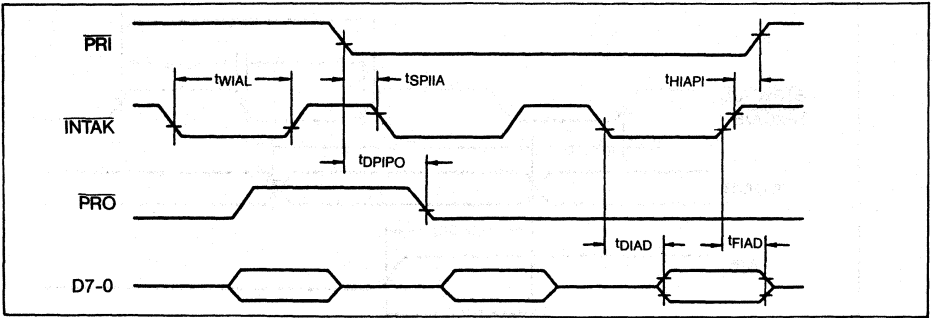 PRI
tWIAL
tSPIIA
tHIAPI
INTAK
tDPIPO
PRO
tDIAD
tFIAD
D7-0